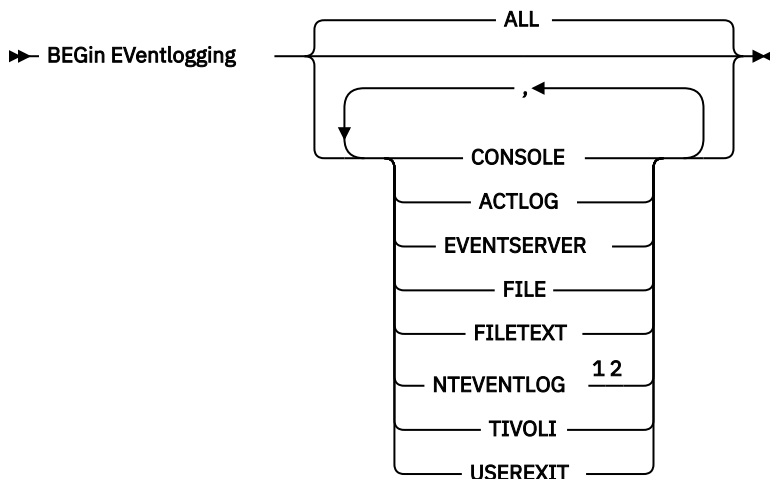 ALL
BEGin EVentlogging
,
CONSOLE
ACTLOG
EVENTSERVER
FILE
FILETEXT
NTEVENTLOG 1 2
TIVOLI
USEREXIT